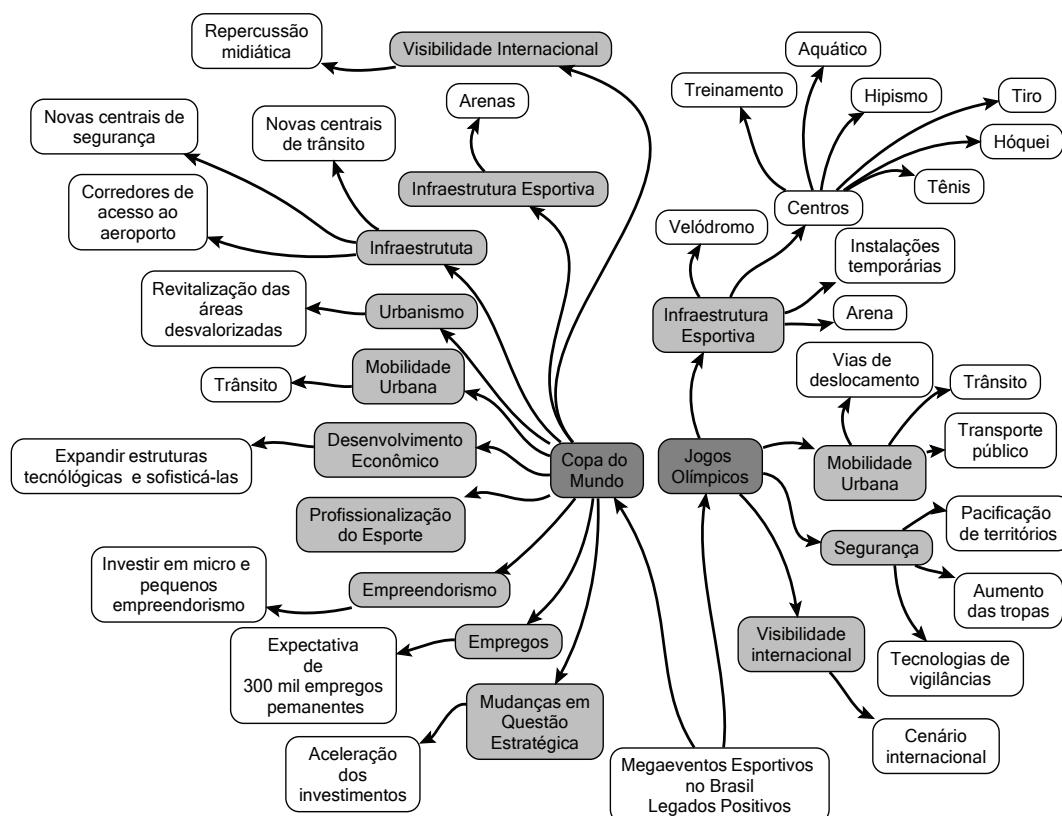 Repercussão
midiática
Visibilidade Internacional
Arenas
Novas centrais de
segurança
Novas centrais
de trânsito
Corredores de
acesso ao
aeroporto
Infraestrutura Esportiva
Infraestrututa
Revitalização das
áreas
desvalorizadas
Urbanismo
Trânsito
Mobilidade
Urbana
Expandir estruturas
tecnólógicas e sofisticá-las
Desenvolvimento
Econômico
Profissionalização
do Esporte
Investir em micro e
pequenos
empreendorismo
Empreendorismo
Expectativa
de
300 mil empregos
pemanentes
Empregos
Aceleração
dos
investimentos
Mudanças em
Questão
Estratégica
Copa do
Mundo
Jogos
Olímpicos
Megaeventos Esportivos
no Brasil
Legados Positivos
Treinamento
Aquático
Hipismo
Tiro
Hóquei
Tênis
Centros
Velódromo
Instalações
temporárias
Infraestrutura
Esportiva
Arena
Vias de
deslocamento
Trânsito
Transporte
público
Mobilidade
Urbana
Pacificação
de territórios
Segurança
Aumento
das tropas
Tecnologias de
vigilâncias
Visibilidade
internacional
Cenário
internacional